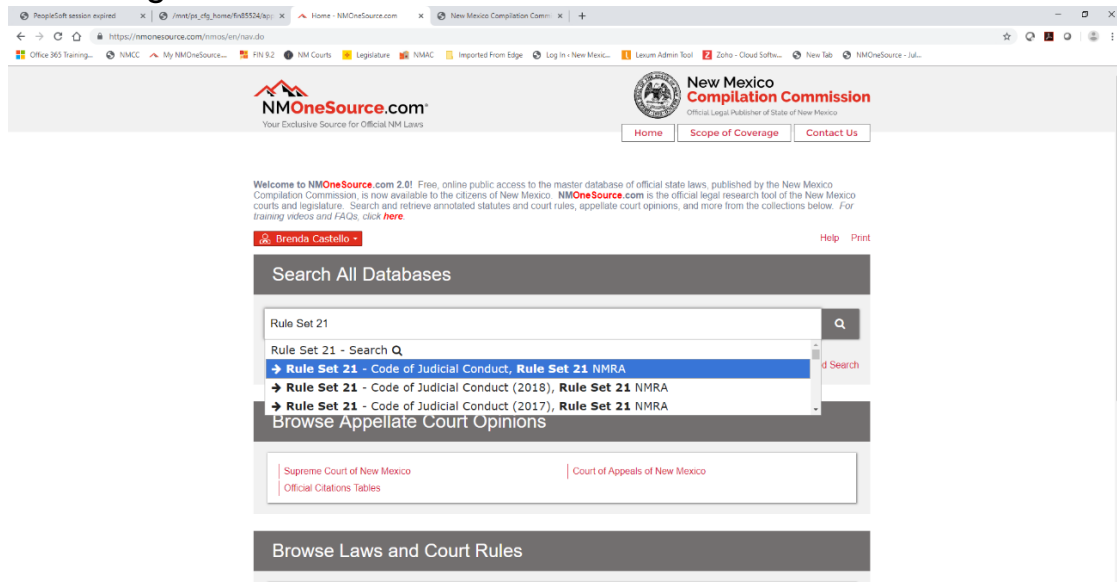 PeopleSoft session expired
/mnt/ps_cfg_home/fin85524/app
Home - NMOneSource.com
New Mexico Compilation Comm
https://nmonesource.com/nmos/en/nav.do
Office 365 Training... NMCC My NMOneSource... FIN 9.2 NM Courts Legislature NMAC Imported From Edge Log In ‹ New Mexic... Lexum Admin Tool Zoho - Cloud Softw... New Tab NMOneSource - Jul...
NMOneSource.com®
Your Exclusive Source for Official NM Laws
New Mexico
Compilation Commission
Official Legal Publisher of State of New Mexico
Home Scope of Coverage Contact Us
Welcome to NMOneSource.com 2.0! Free, online public access to the master database of official state laws, published by the New Mexico
Compilation Commission, is now available to the citizens of New Mexico. NMOneSource.com is the official legal research tool of the New Mexico
courts and legislature. Search and retrieve annotated statutes and court rules, appellate court opinions, and more from the collections below. For
training videos and FAQs, click here.
Brenda Castello
Help Print
Search All Databases
Rule Set 21
Rule Set 21 - Search
→ Rule Set 21 - Code of Judicial Conduct, Rule Set 21 NMRA
d Search
→ Rule Set 21 - Code of Judicial Conduct (2018), Rule Set 21 NMRA
→ Rule Set 21 - Code of Judicial Conduct (2017), Rule Set 21 NMRA
Browse Appellate Court Opinions
Supreme Court of New Mexico
Court of Appeals of New Mexico
Official Citations Tables
Browse Laws and Court Rules